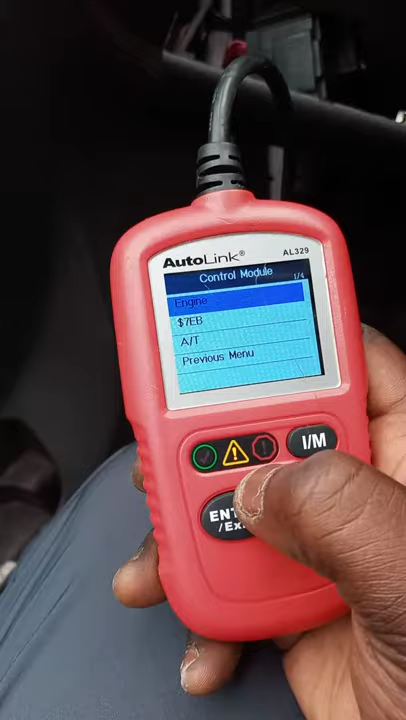 AutoLink® AL329
Control Module
1/4
Engine
$7EB
A/T
Previous Menu
I/M